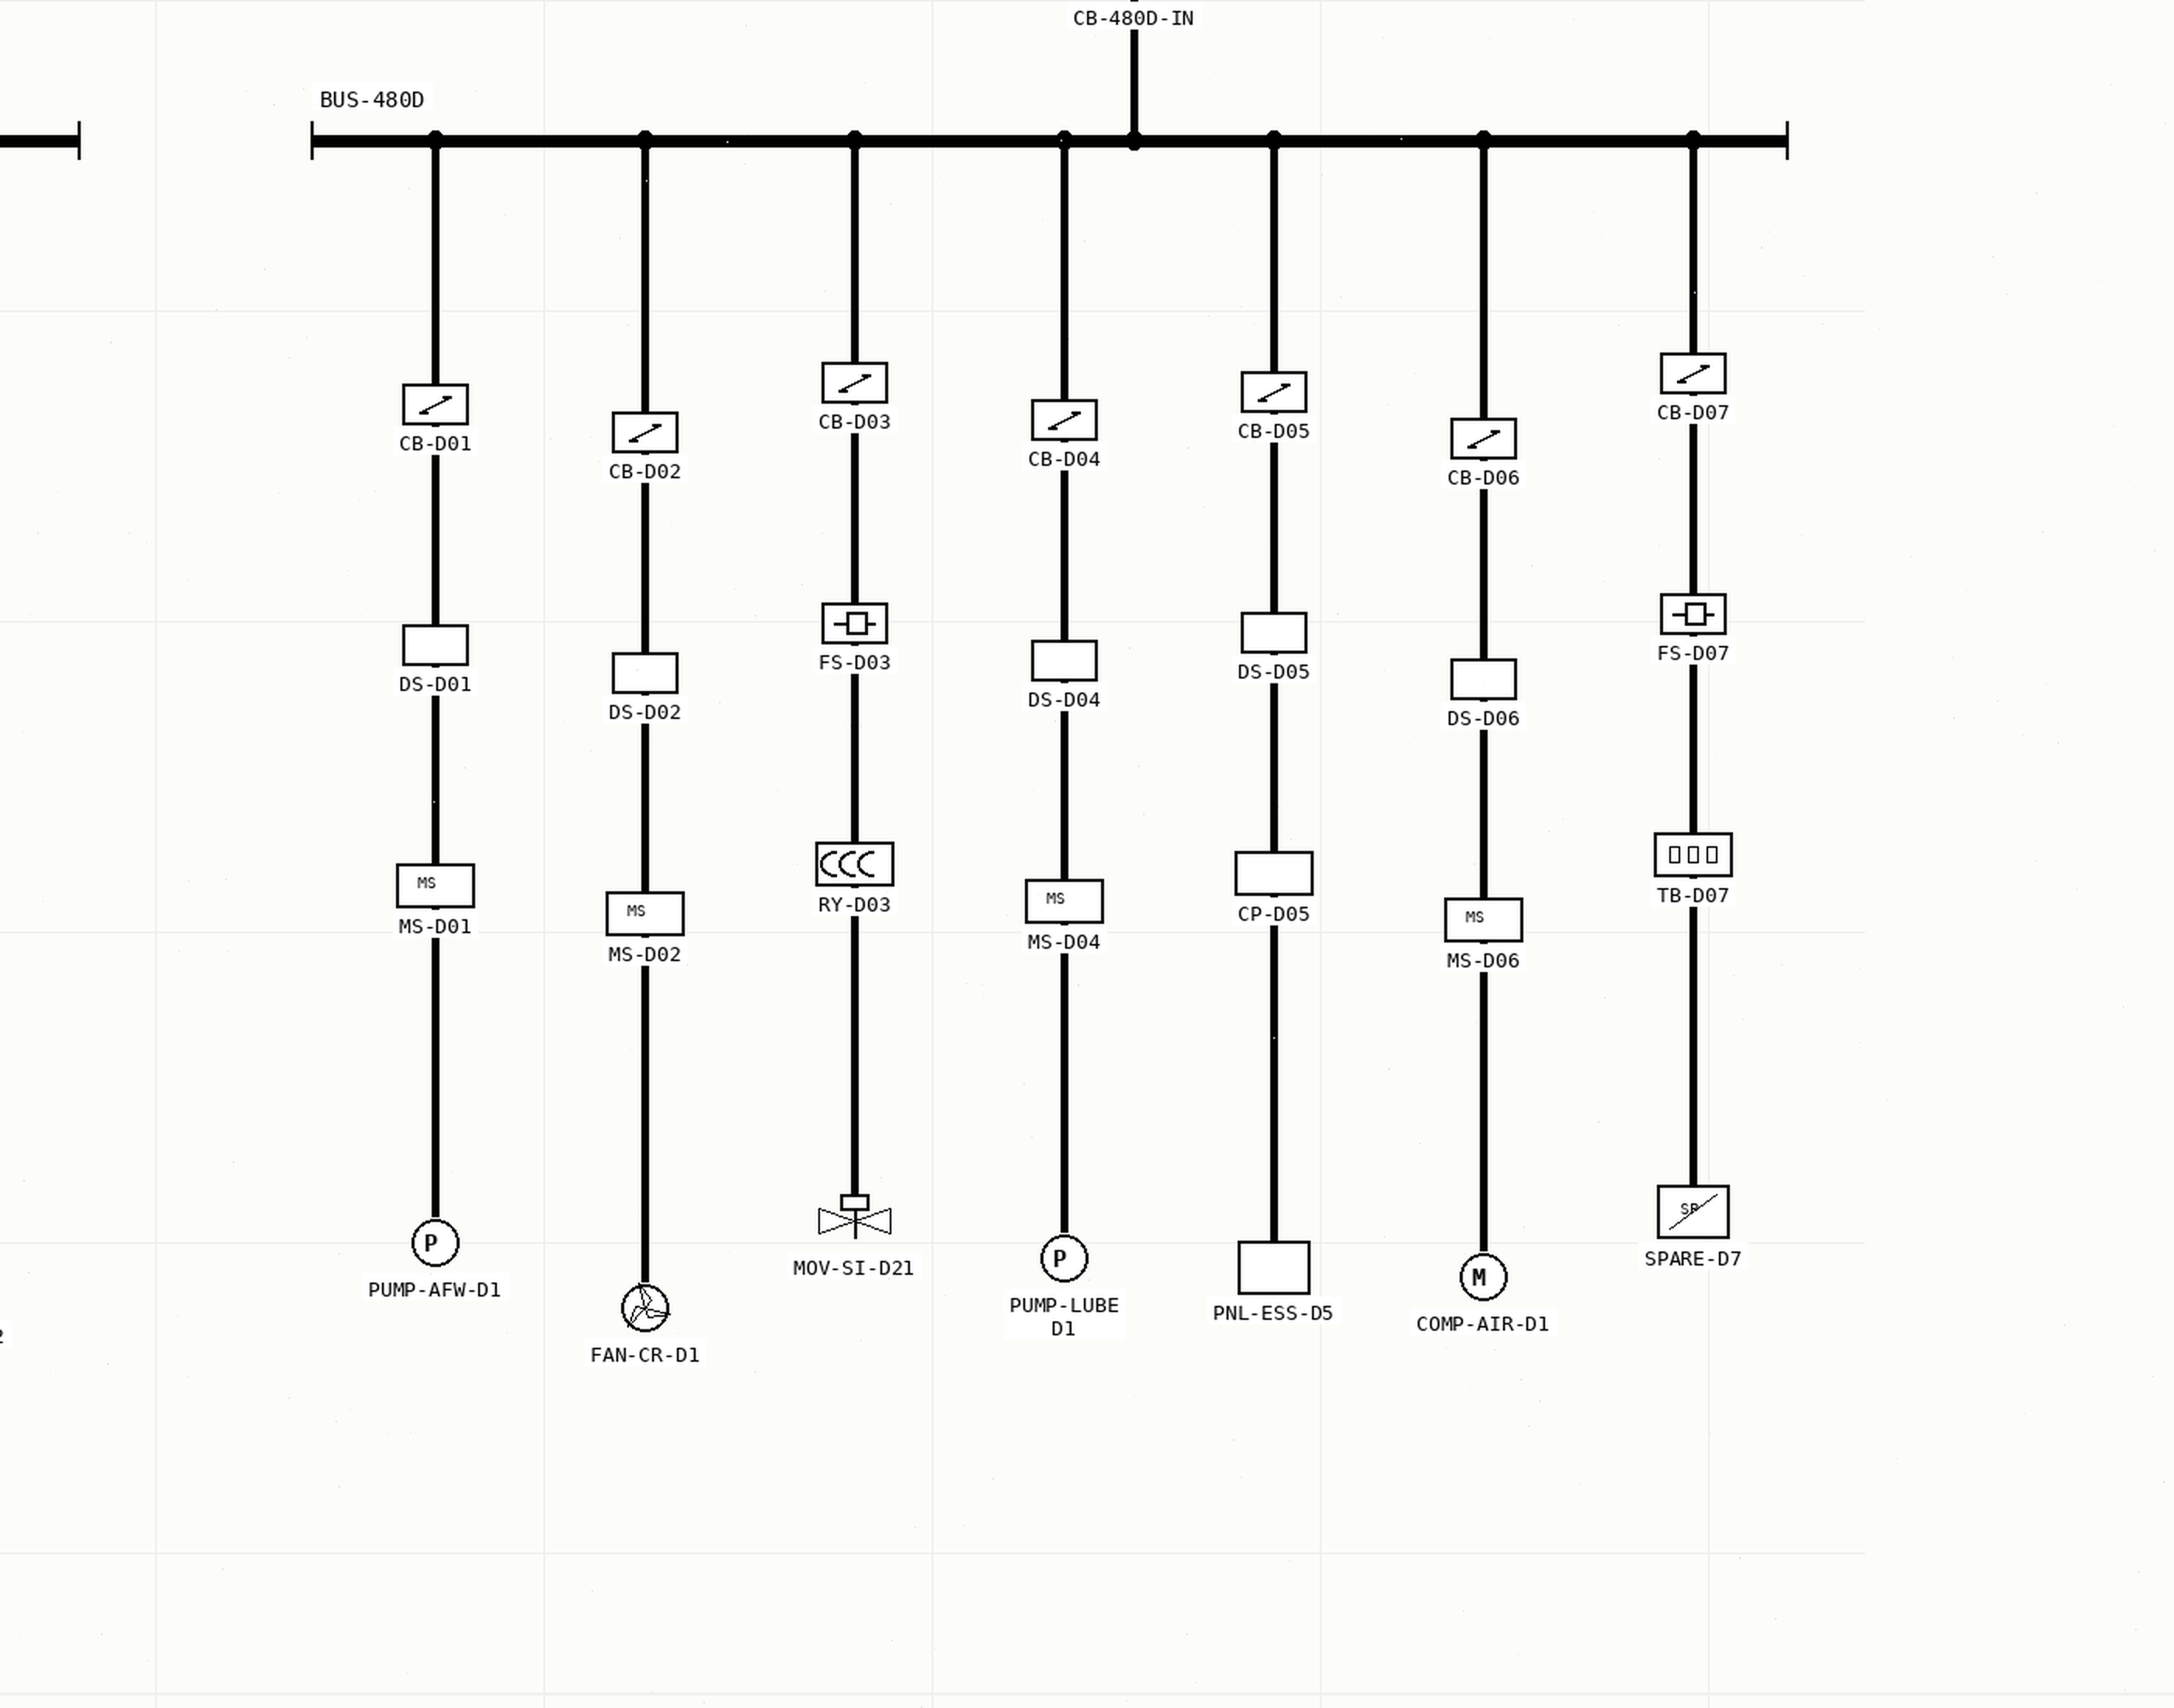 CB-480D-IN
BUS-480D
CB-D01
CB-D02
CB-D03
CB-D04
CB-D05
CB-D06
CB-D07
DS-D01
DS-D02
FS-D03
DS-D04
DS-D05
DS-D06
FS-D07
MS
MS-D01
MS
MS-D02
RY-D03
MS
MS-D04
CP-D05
MS
MS-D06
TB-D07
P
PUMP-AFW-D1
FAN-CR-D1
MOV-SI-D21
P
PUMP-LUBE
D1
PNL-ESS-D5
M
COMP-AIR-D1
SP
SPARE-D7